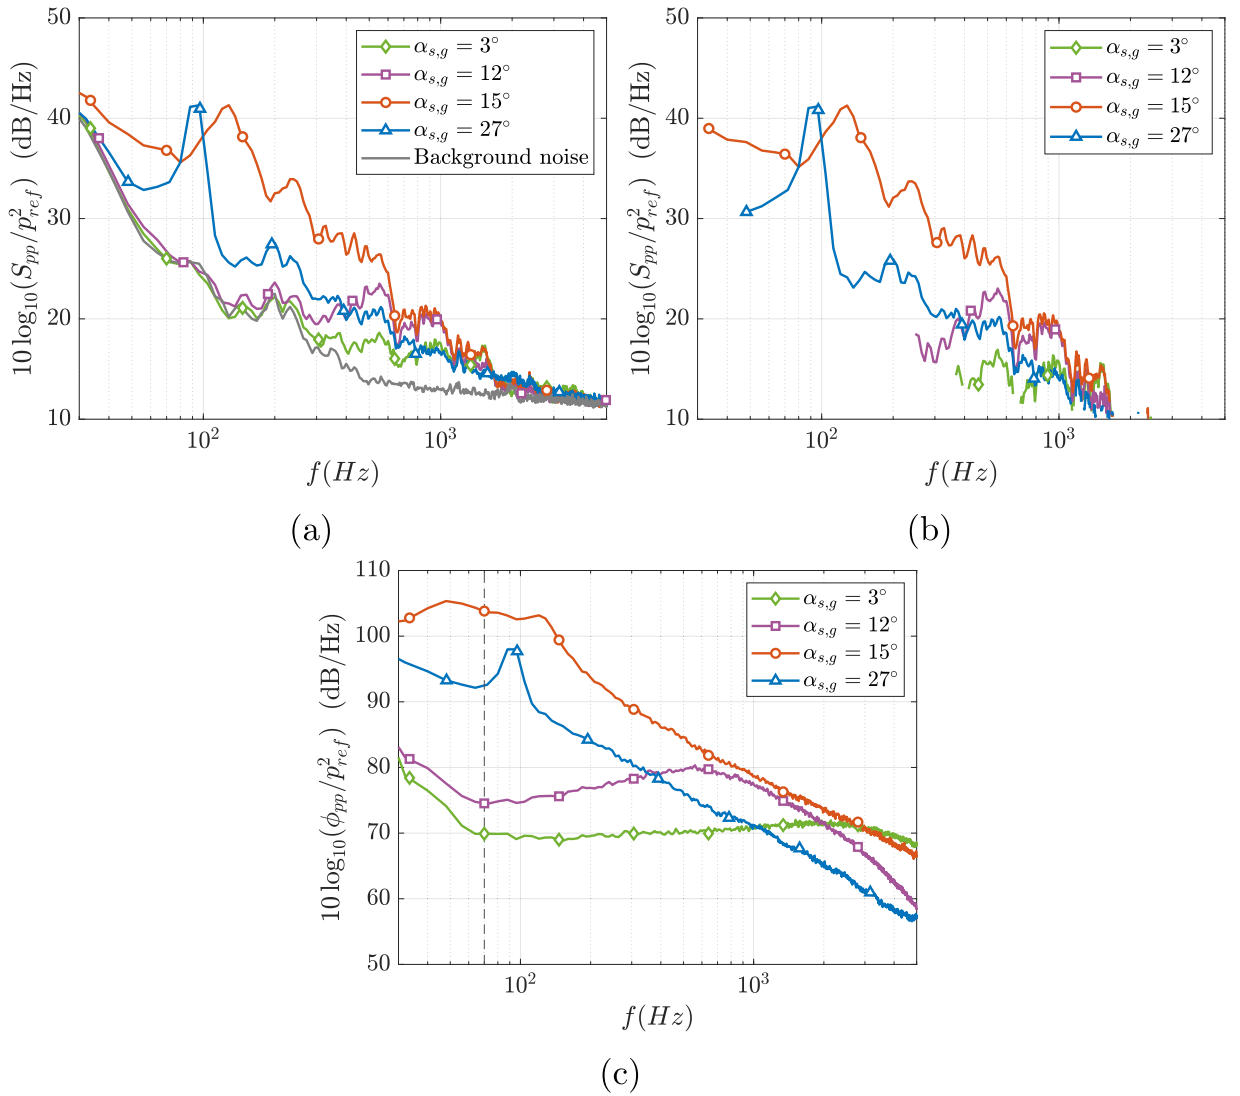 10 log₁₀(Sₚₚ/p²ᵣₑf) (dB/Hz)
50
40
30
20
10
αs,g = 3°
αs,g = 12°
αs,g = 15°
αs,g = 27°
Background noise
10² 10³
f(Hz)
(a)
10 log₁₀(Sₚₚ/p²ᵣₑf) (dB/Hz)
50
40
30
20
10
αs,g = 3°
αs,g = 12°
αs,g = 15°
αs,g = 27°
10² 10³
f(Hz)
(b)
10 log₁₀(ϕₚₚ/p²ᵣₑf) (dB/Hz)
110
100
90
80
70
60
50
αs,g = 3°
αs,g = 12°
αs,g = 15°
αs,g = 27°
10² 10³
f(Hz)
(c)